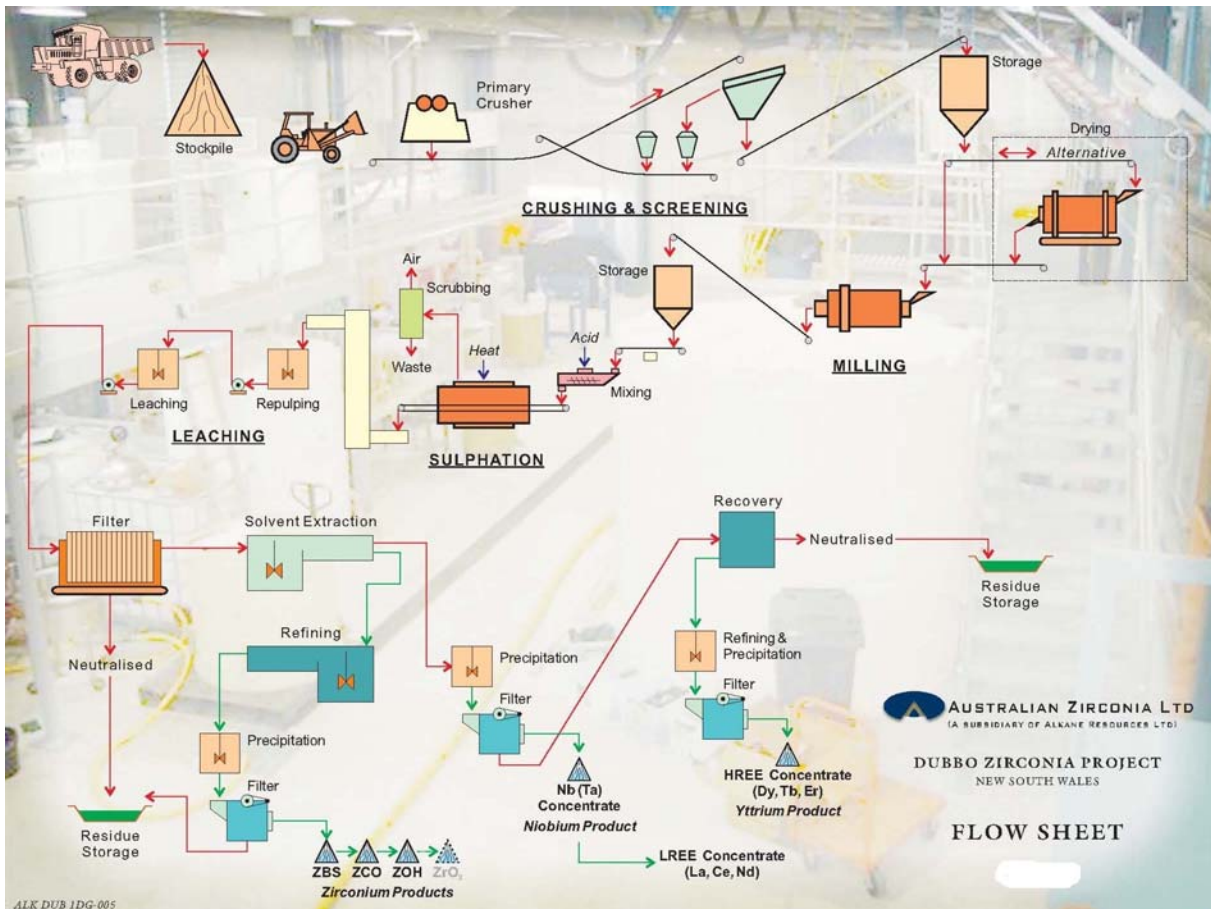 Stockpile
Primary
Crusher
Storage
Drying
Alternative
CRUSHING & SCREENING
Storage
Air
Scrubbing
Waste
Heat
Acid
Mixing
MILLING
Leaching
Repulping
LEACHING
SULPHATION
Filter
Solvent Extraction
Recovery
Neutralised
Residue
Storage
Refining
Neutralised
Precipitation
Refining &
Precipitation
Filter
Filter
Precipitation
Filter
Residue
Storage
ZBS ZCO ZOH ZrO₂
Zirconium Products
Nb (Ta)
Concentrate
Niobium Product
HREE Concentrate
(Dy, Tb, Er)
Yttrium Product
LREE Concentrate
(La, Ce, Nd)
AUSTRALIAN ZIRCONIA LTD
(A SUBSIDIARY OF ALKANE RESOURCES LTD)
DUBBO ZIRCONIA PROJECT
NEW SOUTH WALES
FLOW SHEET
ALK DUB 1DG-005